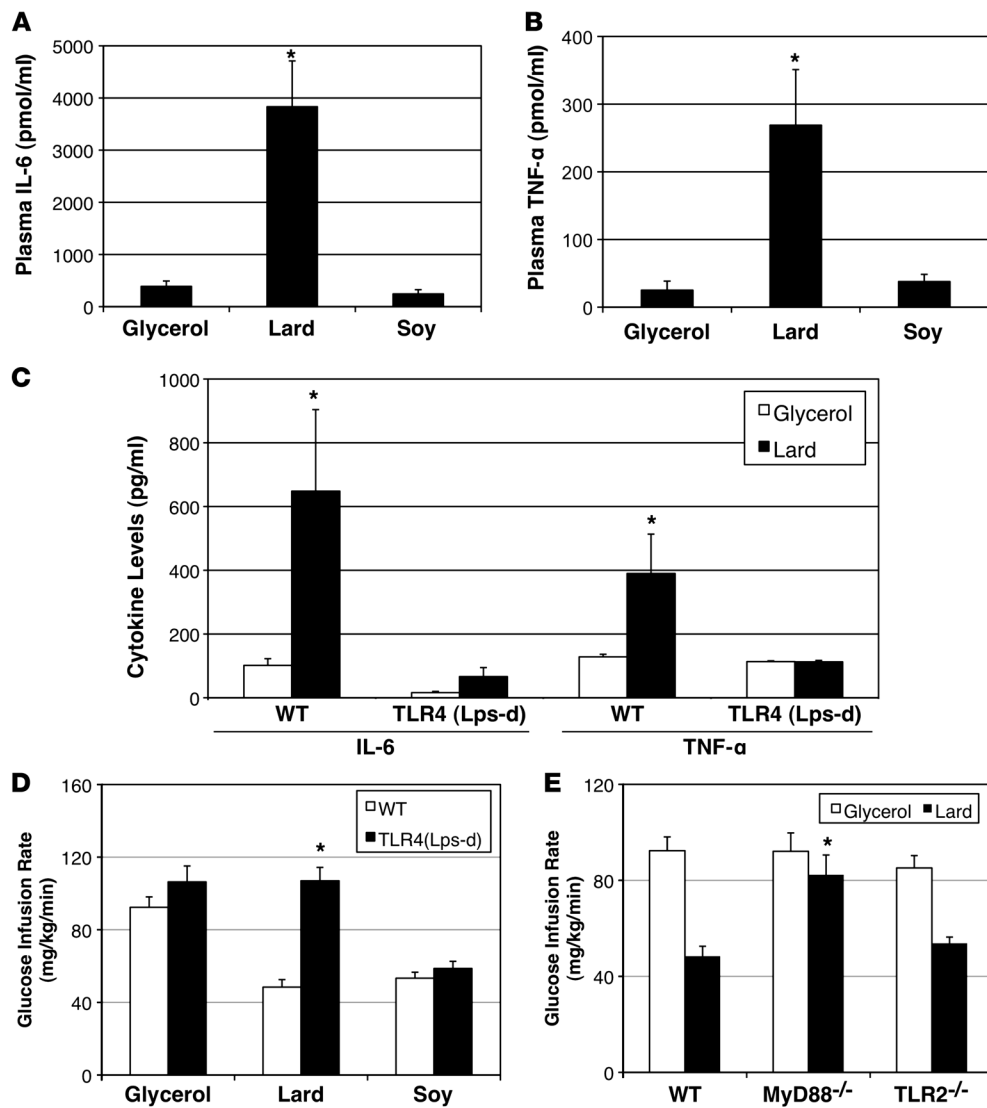 A
Plasma IL-6 (pmol/ml)
5000
4000
3000
2000
1000
0
*
Glycerol Lard Soy
B
Plasma TNF-α (pmol/ml)
400
300
200
100
0
*
Glycerol Lard Soy
C
Cytokine Levels (pg/ml)
1000
800
600
400
200
0
*
*
Glycerol
Lard
WT TLR4 (Lps-d) WT TLR4 (Lps-d)
IL-6 TNF-α
D
Glucose Infusion Rate
(mg/kg/min)
160
120
80
40
0
WT
TLR4(Lps-d)
*
Glycerol Lard Soy
E
Glucose Infusion Rate
(mg/kg/min)
120
80
40
0
Glycerol Lard
*
WT MyD88-/- TLR2-/-